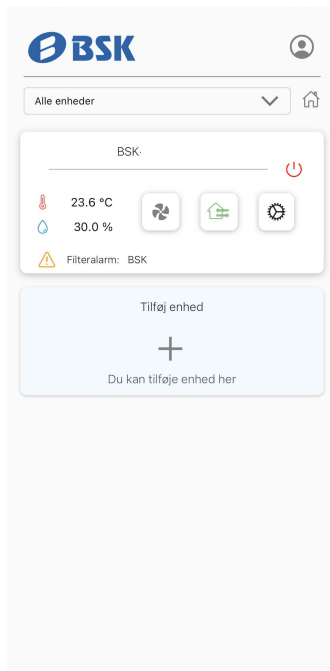 BSK
Alle enheder
BSK·
23.6 °C
30.0 %
Filteralarm: BSK
Tilføj enhed
Du kan tilføje enhed her